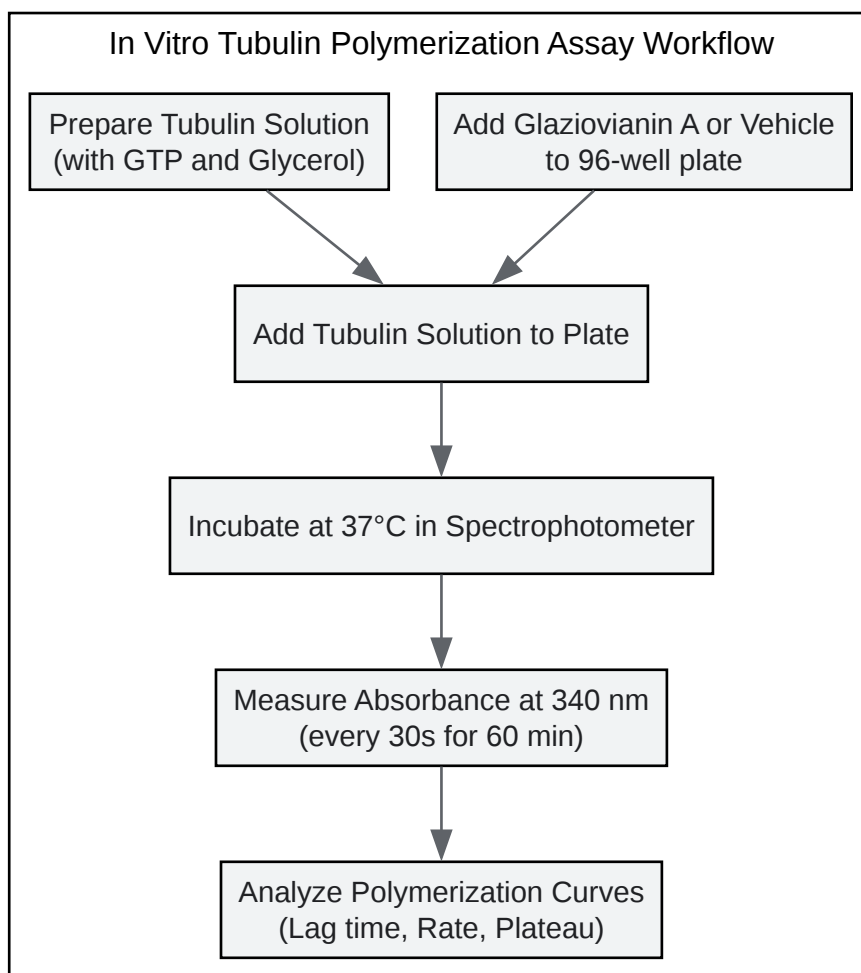 In Vitro Tubulin Polymerization Assay Workflow
Prepare Tubulin Solution
(with GTP and Glycerol)
Add Glaziovianin A or Vehicle
to 96-well plate
Add Tubulin Solution to Plate
Incubate at 37°C in Spectrophotometer
Measure Absorbance at 340 nm
(every 30s for 60 min)
Analyze Polymerization Curves
(Lag time, Rate, Plateau)